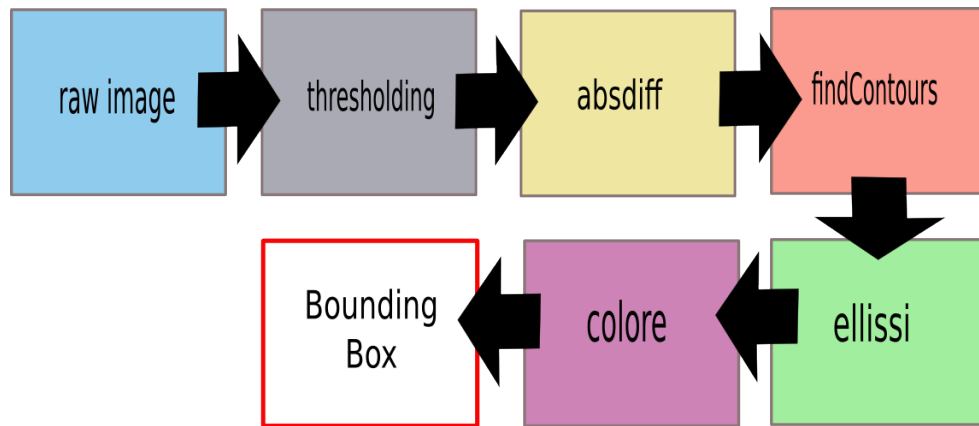 raw image
thresholding
absdiff
findContours
ellissi
colore
Bounding
Box